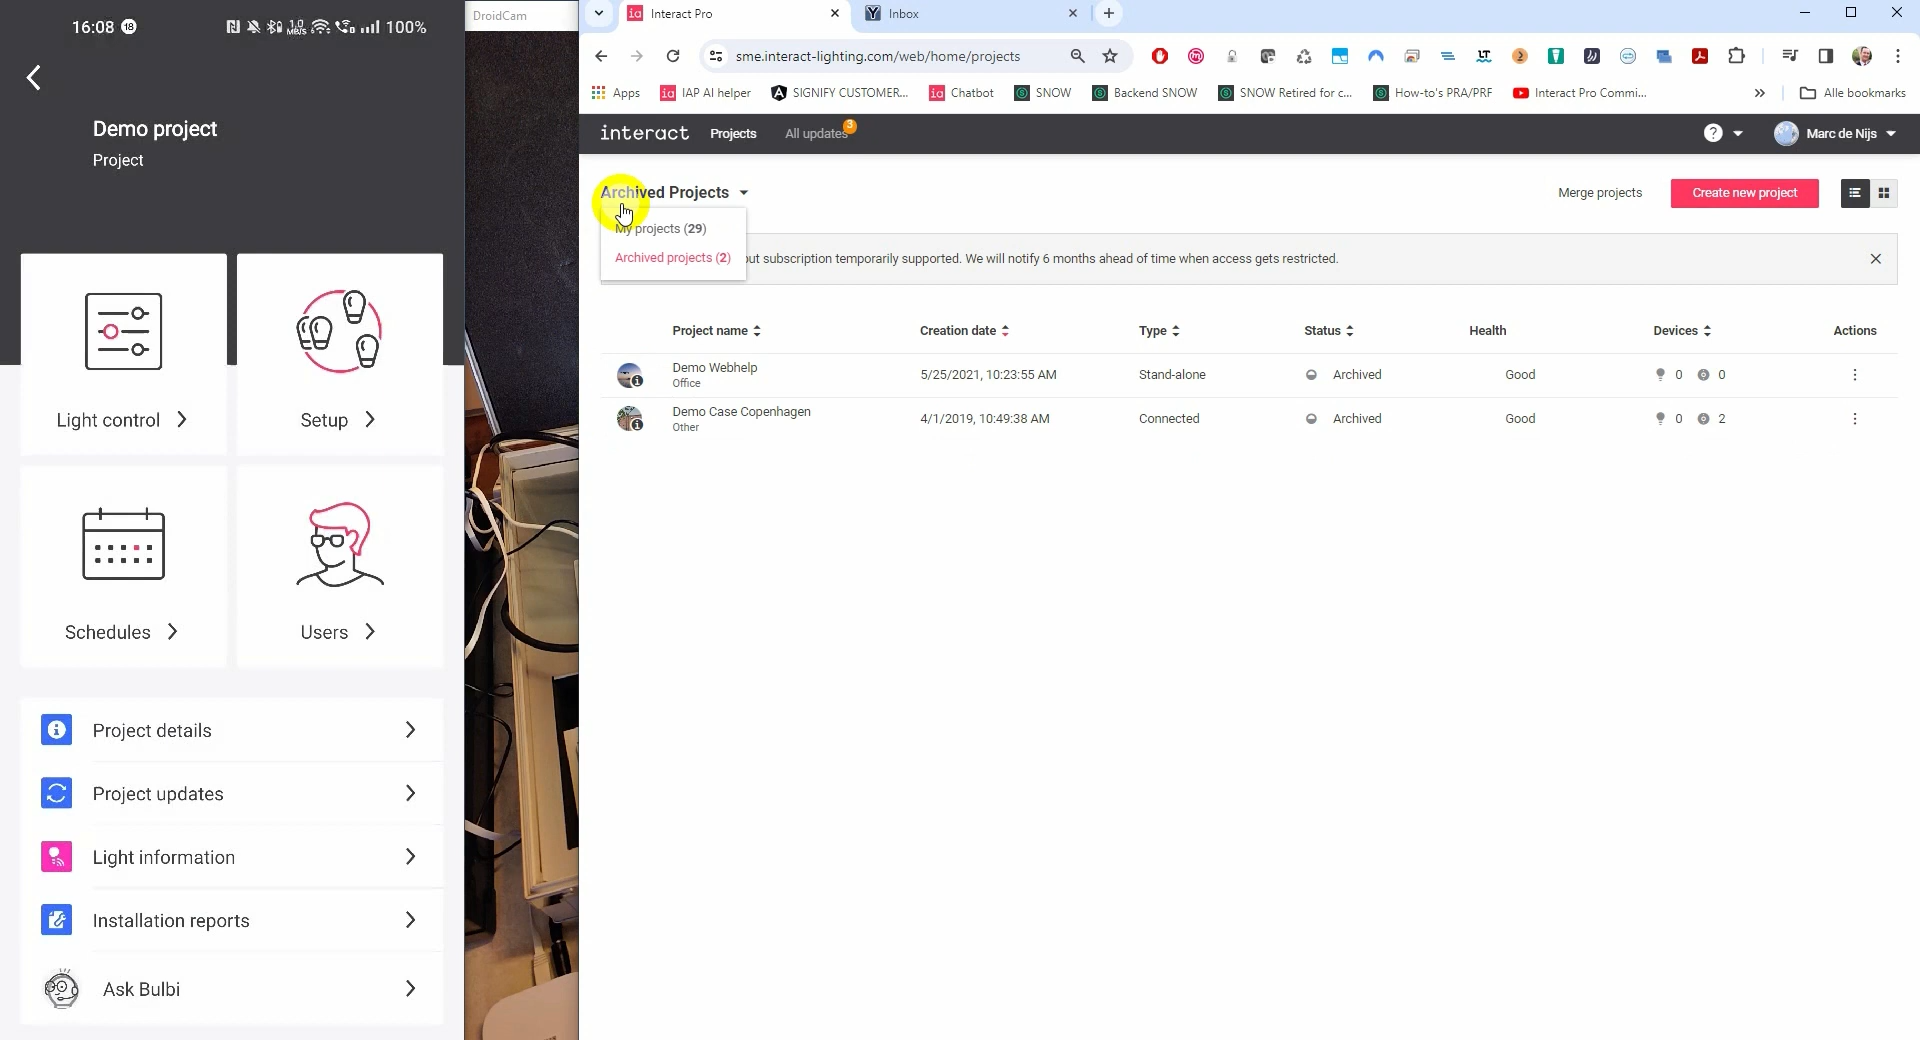 16:08 18
100%
Demo project
Project
Light control
Setup
Schedules
Users
Project details
Project updates
Light information
Installation reports
Ask Bulbi
DroidCam
ia Interact Pro
Inbox
sme.interact-lighting.com/web/home/projects
Apps
ia IAP AI helper
SIGNIFY CUSTOMER...
ia Chatbot
SNOW
Backend SNOW
SNOW Retired for c...
How-to's PRA/PRF
Interact Pro Commi...
Alle bookmarks
interact
Projects
All updates 3
Marc de Nijs
Archived Projects
My projects (29)
Archived projects (2)
Merge projects
Create new project
out subscription temporarily supported. We will notify 6 months ahead of time when access gets restricted.
Project name Creation date Type Status Health Devices Actions
Demo Webhelp
Office
5/25/2021, 10:23:55 AM Stand-alone Archived Good 0 0
Demo Case Copenhagen
Other
4/1/2019, 10:49:38 AM Connected Archived Good 0 2